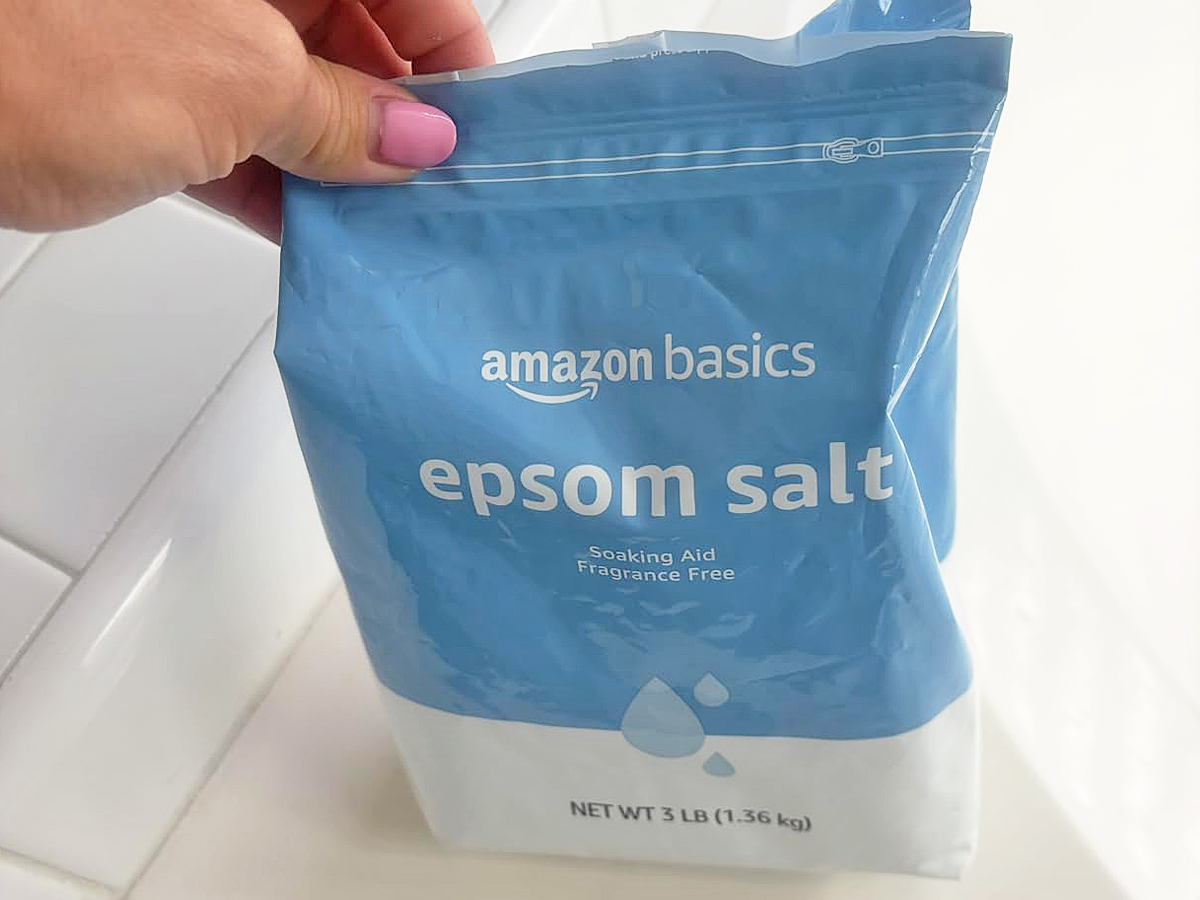 amazon basics
epsom salt
Soaking Aid
Fragrance Free
NET WT 3 LB (1.36 kg)